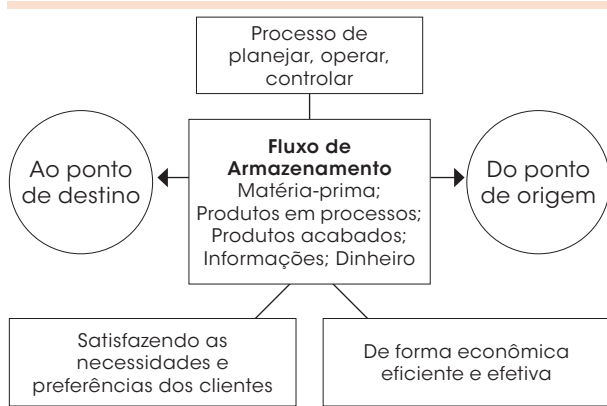 Processo de
planejar, operar,
controlar
Ao ponto
de destino
Fluxo de
Armazenamento
Matéria-prima;
Produtos em processos;
Produtos acabados;
Informações; Dinheiro
Do ponto
de origem
Satisfazendo as
necessidades e
preferências dos clientes
De forma econômica
eficiente e efetiva